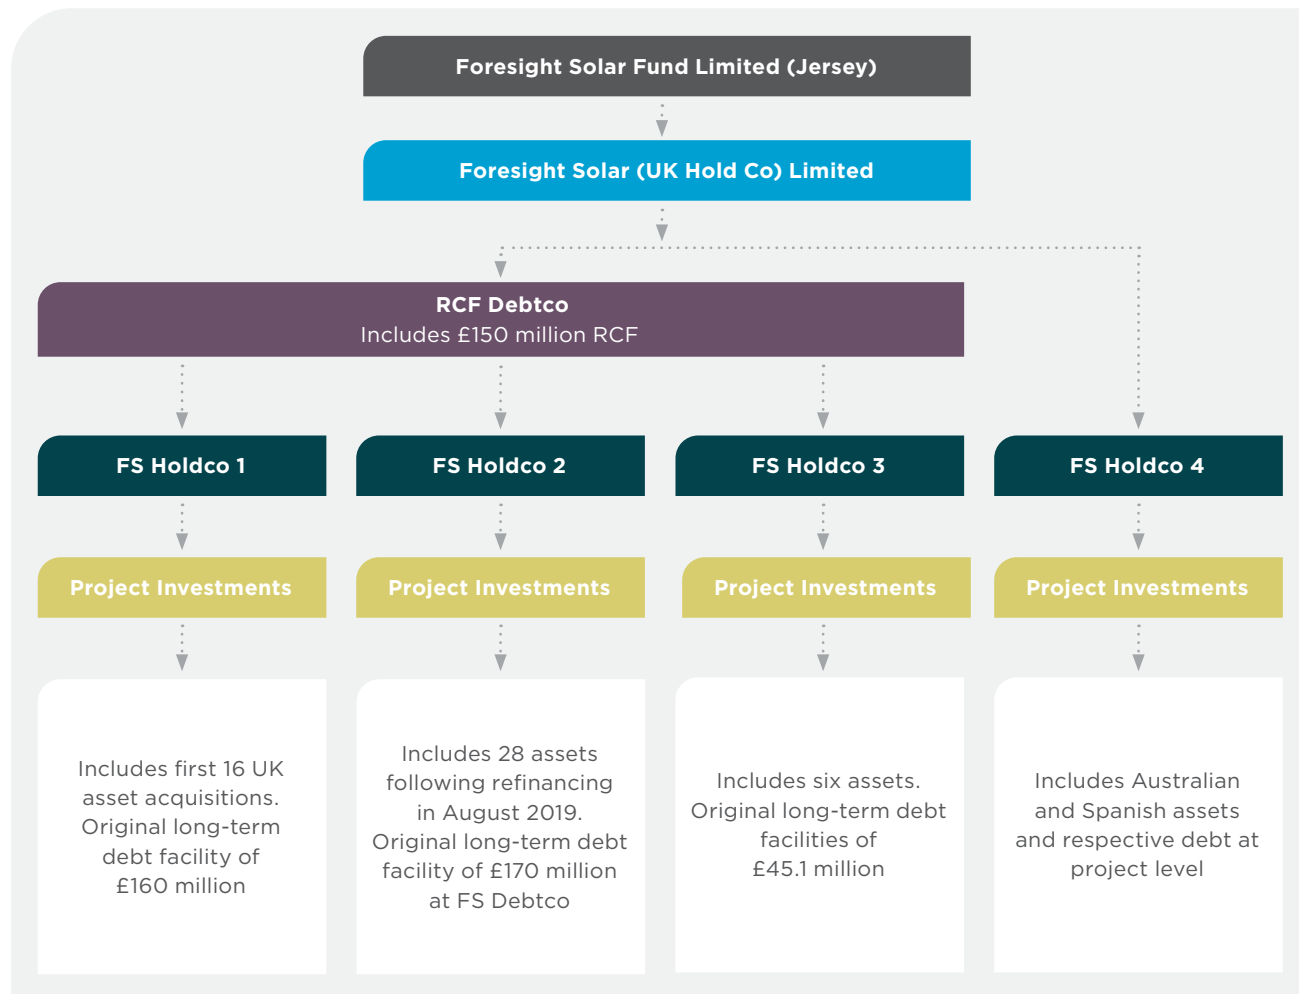 Foresight Solar Fund Limited (Jersey)
Foresight Solar (UK Hold Co) Limited
RCF Debtco
Includes £150 million RCF
FS Holdco 1
FS Holdco 2
FS Holdco 3
FS Holdco 4
Project Investments
Project Investments
Project Investments
Project Investments
Includes first 16 UK
asset acquisitions.
Original long-term
debt facility of
£160 million
Includes 28 assets
following refinancing
in August 2019.
Original long-term debt
facility of £170 million
at FS Debtco
Includes six assets.
Original long-term debt
facilities of
£45.1 million
Includes Australian
and Spanish assets
and respective debt at
project level